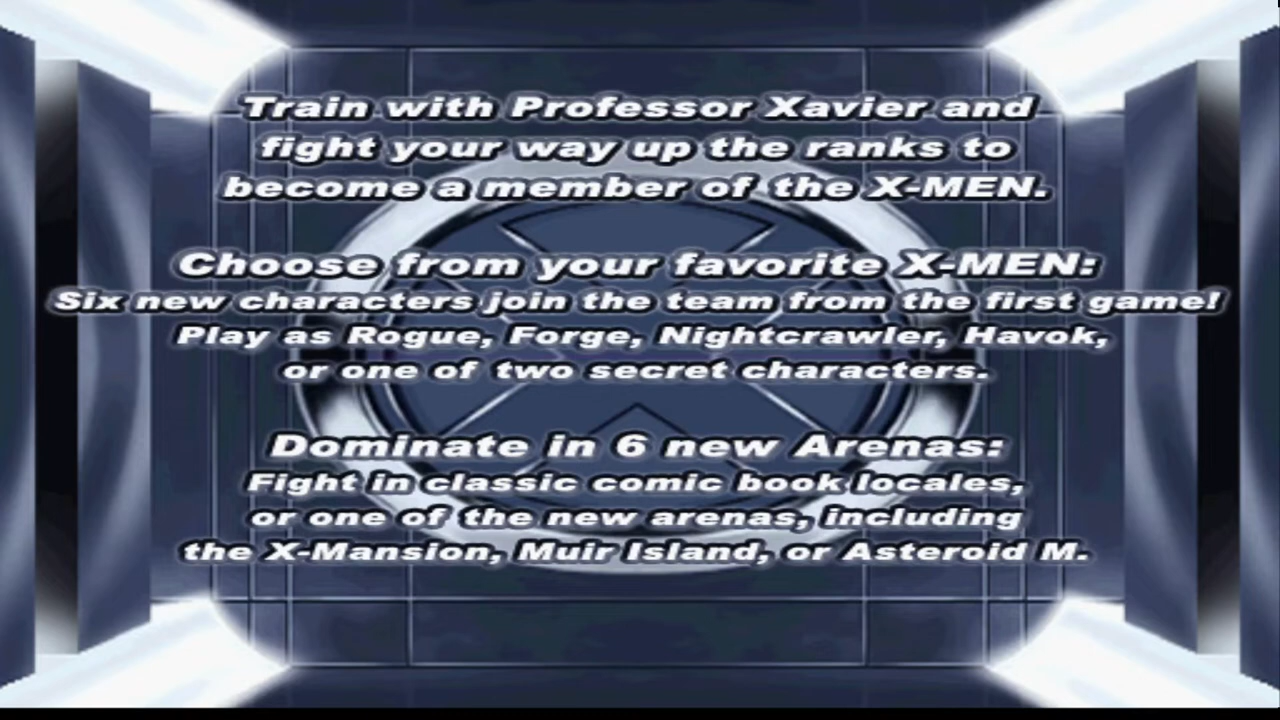 Train with Professor Xavier and
fight your way up the ranks to
become a member of the X-MEN.
Choose from your favorite X-MEN:
Six new characters join the team from the first game!
Play as Rogue, Forge, Nightcrawler, Havok,
or one of two secret characters.
Dominate in 6 new Arenas:
Fight in classic comic book locales,
or one of the new arenas, including
the X-Mansion, Muir Island, or Asteroid M.